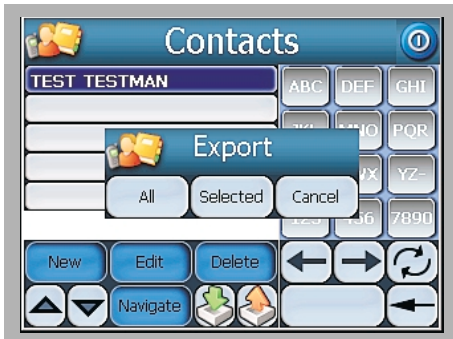 Contacts
TEST TESTMAN
ABC DEF GHI
PQR
Export
YZ-
All Selected Cancel
7890
New Edit Delete
Navigate